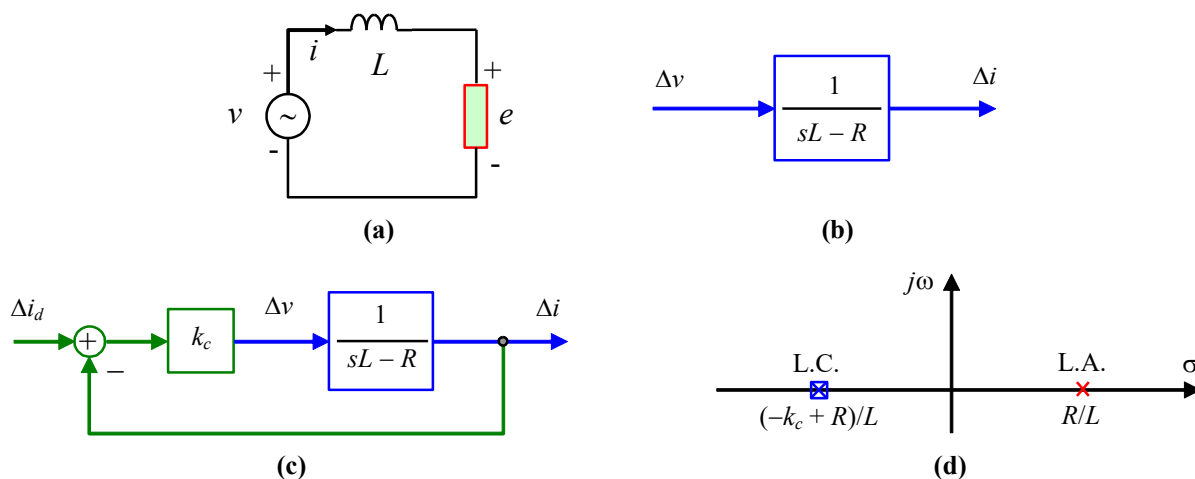 +
i
L
+
v
~
e
-
-
(a)
Δv
1
sL – R
Δi
(b)
Δi_d
+
–
k_c
Δv
1
sL – R
Δi
(c)
jω
L.C.
L.A.
σ
(–k_c + R)/L
R/L
(d)